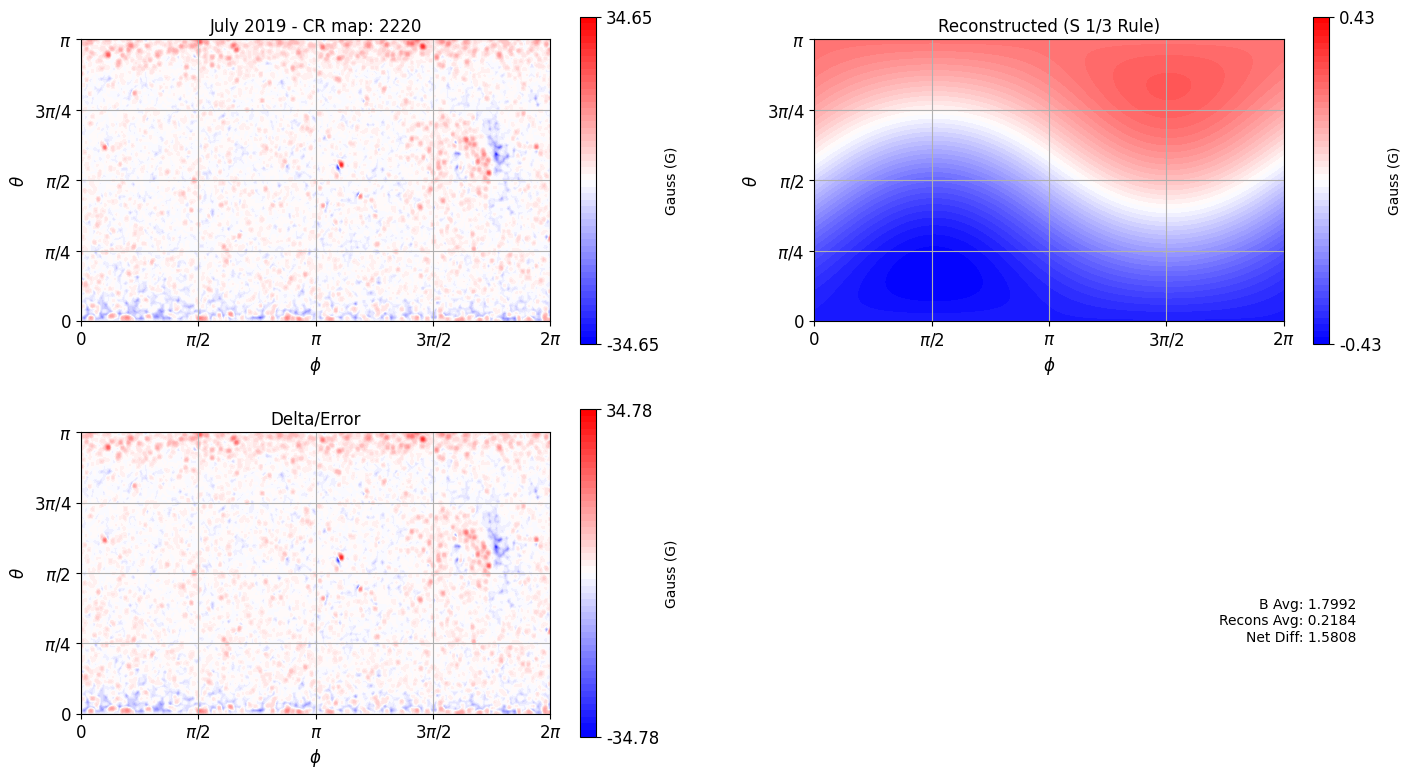 July 2019 - CR map: 2220
π
3π/4
π/2
π/4
0
θ
0
π/2
π
3π/2
2π
ϕ
34.65
-34.65
Gauss (G)
Reconstructed (S 1/3 Rule)
π
3π/4
π/2
π/4
0
θ
0
π/2
π
3π/2
2π
ϕ
0.43
-0.43
Gauss (G)
Delta/Error
π
3π/4
π/2
π/4
0
θ
0
π/2
π
3π/2
2π
ϕ
34.78
-34.78
Gauss (G)
B Avg: 1.7992
Recons Avg: 0.2184
Net Diff: 1.5808